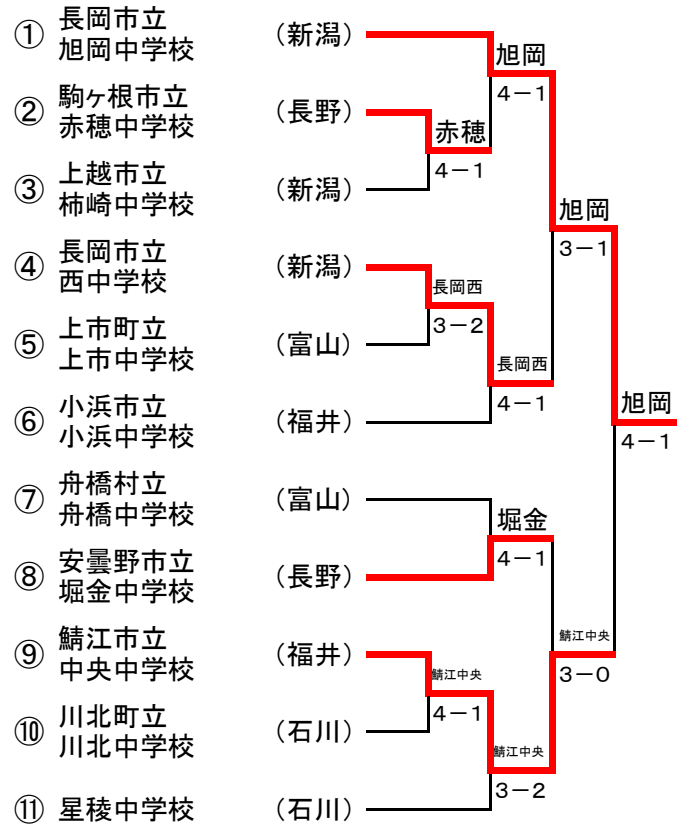 ① 長岡市立
旭岡中学校 (新潟)
② 駒ヶ根市立
赤穂中学校 (長野)
③ 上越市立
柿崎中学校 (新潟)
④ 長岡市立
西中学校 (新潟)
⑤ 上市町立
上市中学校 (富山)
⑥ 小浜市立
小浜中学校 (福井)
⑦ 舟橋村立
舟橋中学校 (富山)
⑧ 安曇野市立
堀金中学校 (長野)
⑨ 鯖江市立
中央中学校 (福井)
⑩ 川北町立
川北中学校 (石川)
⑪ 星稜中学校 (石川)
赤穂
4-1
長岡西
3-2
鯖江中央
4-1
旭岡
4-1
長岡西
4-1
堀金
4-1
鯖江中央
3-2
旭岡
3-1
鯖江中央
3-0
旭岡
4-1